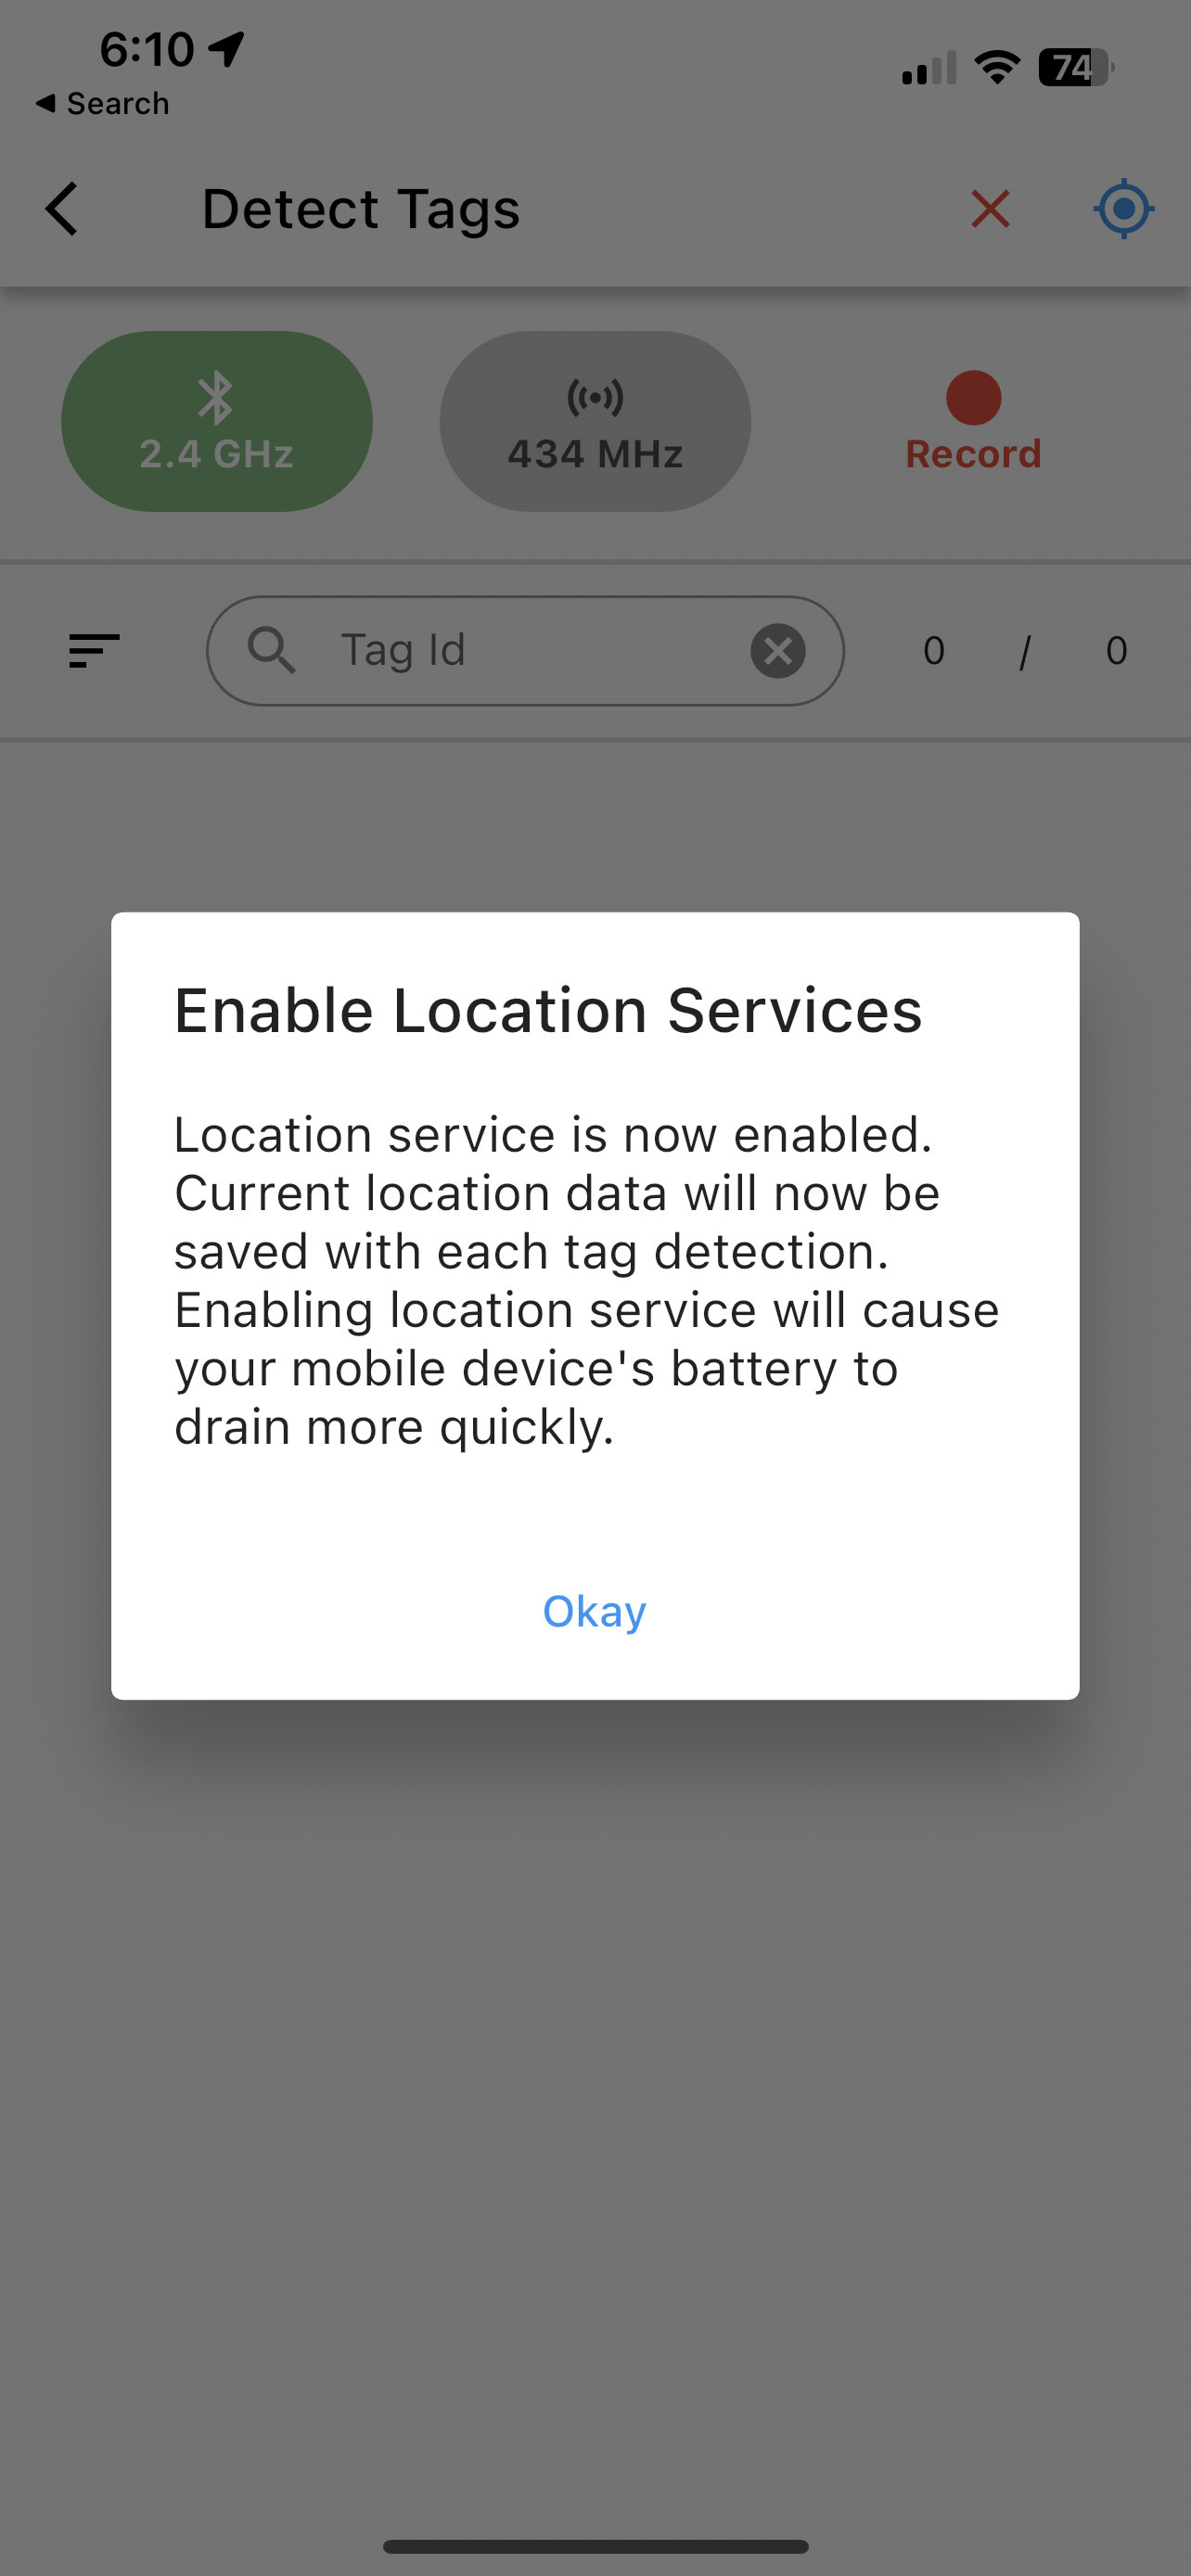 6:10
74
Search
Detect Tags
2.4 GHz
434 MHz
Record
Tag Id
0 / 0
Enable Location Services
Location service is now enabled.
Current location data will now be
saved with each tag detection.
Enabling location service will cause
your mobile device's battery to
drain more quickly.
Okay